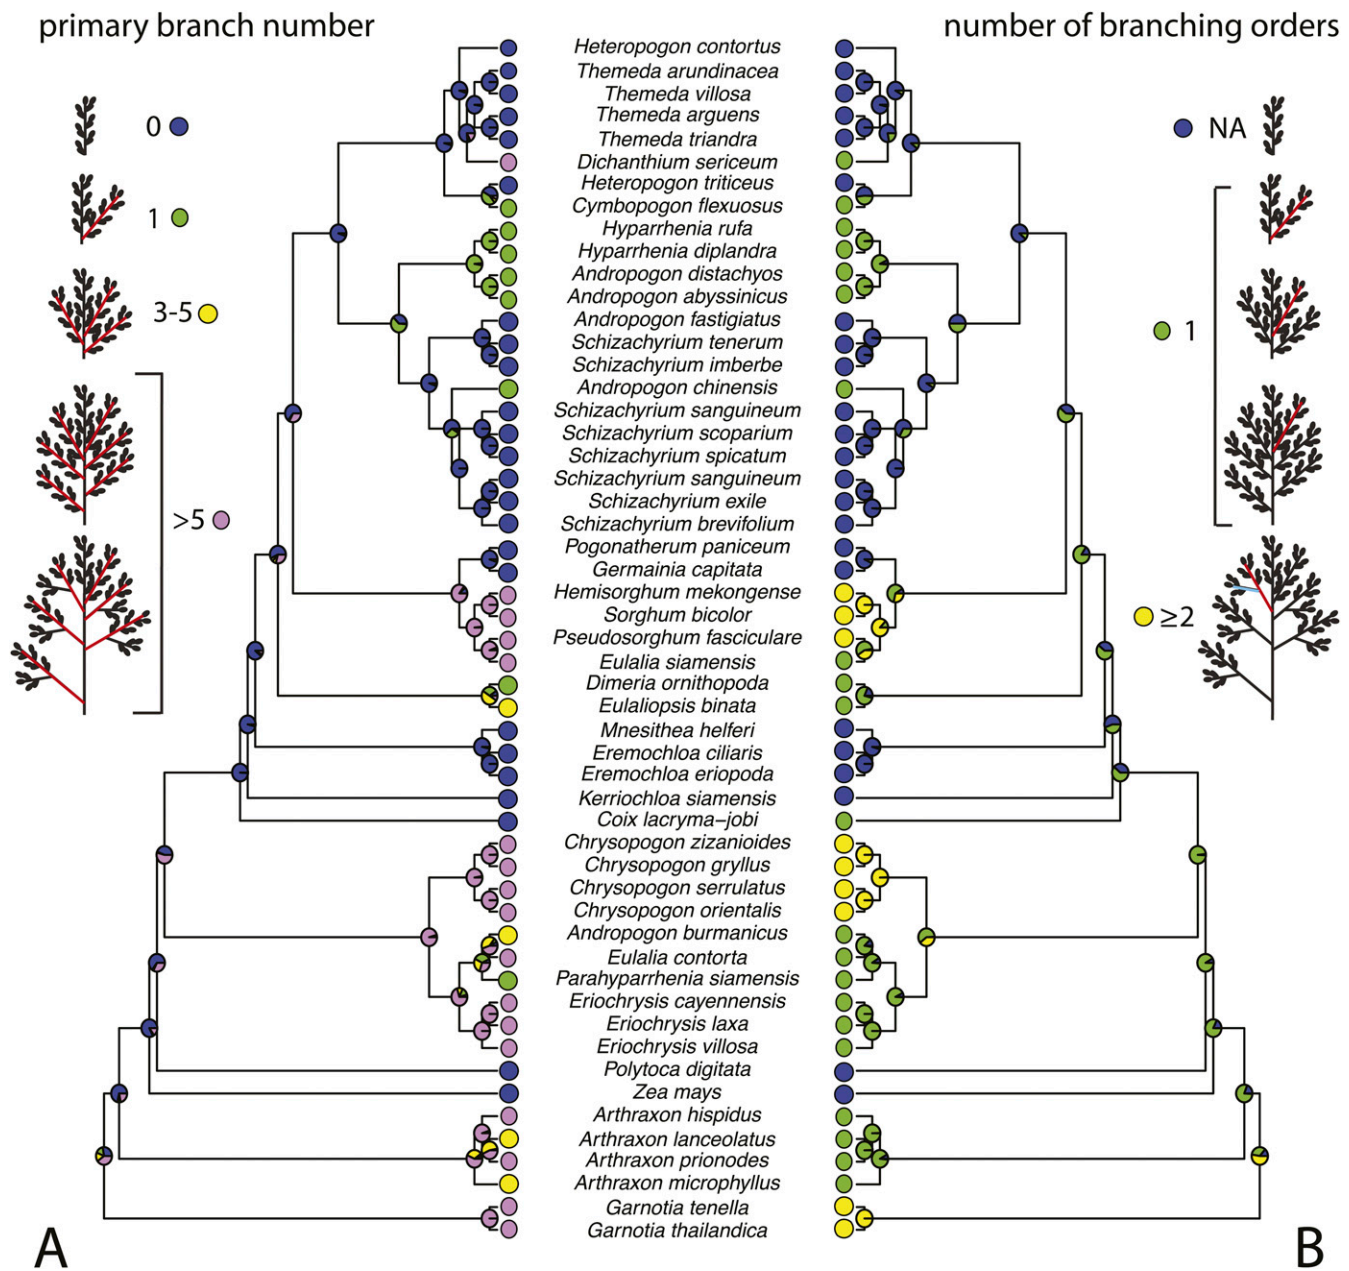 primary branch number
number of branching orders
0
1
3-5
>5
Heteropogon contortus
Themeda arundinacea
Themeda villosa
Themeda arguens
Themeda triandra
Dichanthium sericeum
Heteropogon triticeus
Cymbopogon flexuosus
Hyparrhenia rufa
Hyparrhenia diplandra
Andropogon distachyos
Andropogon abyssinicus
Andropogon fastigiatus
Schizachyrium tenerum
Schizachyrium imberbe
Andropogon chinensis
Schizachyrium sanguineum
Schizachyrium scoparium
Schizachyrium spicatum
Schizachyrium sanguineum
Schizachyrium exile
Schizachyrium brevifolium
Pogonatherum paniceum
Germainia capitata
Hemisorghum mekongense
Sorghum bicolor
Pseudosorghum fasciculare
Eulalia siamensis
Dimeria ornithopoda
Eulaliopsis binata
Mnesithea helferi
Eremochloa ciliaris
Eremochloa eriopoda
Kerriochloa siamensis
Coix lacryma–jobi
Chrysopogon zizanioides
Chrysopogon gryllus
Chrysopogon serrulatus
Chrysopogon orientalis
Andropogon burmanicus
Eulalia contorta
Parahyparrhenia siamensis
Eriochrysis cayennensis
Eriochrysis laxa
Eriochrysis villosa
Polytoca digitata
Zea mays
Arthraxon hispidus
Arthraxon lanceolatus
Arthraxon prionodes
Arthraxon microphyllus
Garnotia tenella
Garnotia thailandica
NA
1
≥2
A
B